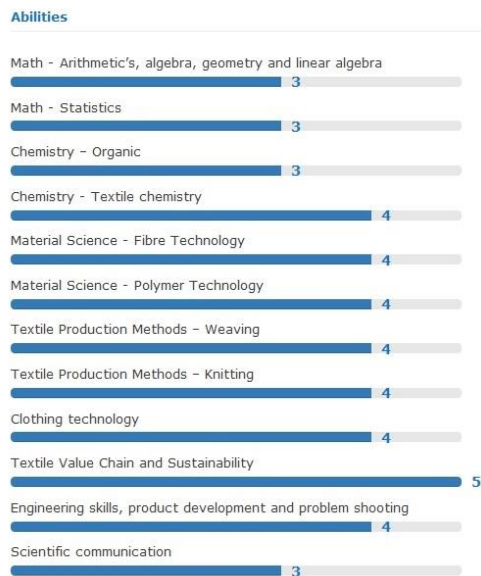 Abilities
Math - Arithmetic’s, algebra, geometry and linear algebra
3
Math - Statistics
3
Chemistry – Organic
3
Chemistry - Textile chemistry
4
Material Science - Fibre Technology
4
Material Science - Polymer Technology
4
Textile Production Methods – Weaving
4
Textile Production Methods – Knitting
4
Clothing technology
4
Textile Value Chain and Sustainability
5
Engineering skills, product development and problem shooting
4
Scientific communication
3